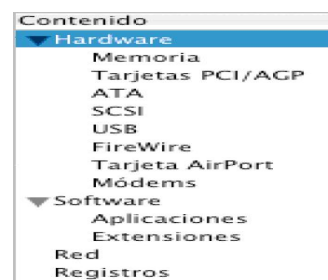 Contenido
Hardware
Memoria
Tarjetas PCI/AGP
ATA
SCSI
USB
FireWire
Tarjeta AirPort
Módems
Software
Aplicaciones
Extensiones
Red
Registros